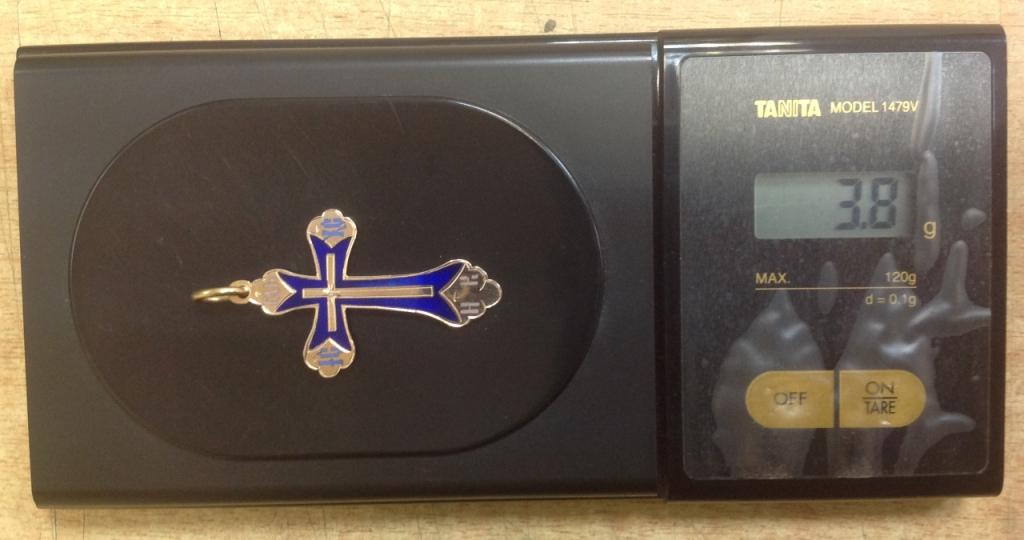 TANITA MODEL 1479V
3.8 g
MAX. 120g
d = 0.1g
OFF
ON
TARE